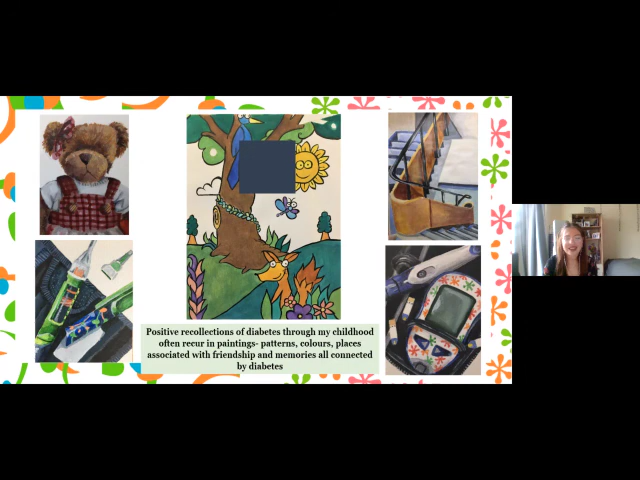 Positive recollections of diabetes through my childhood
often recur in paintings- patterns, colours, places
associated with friendship and memories all connected
by diabetes